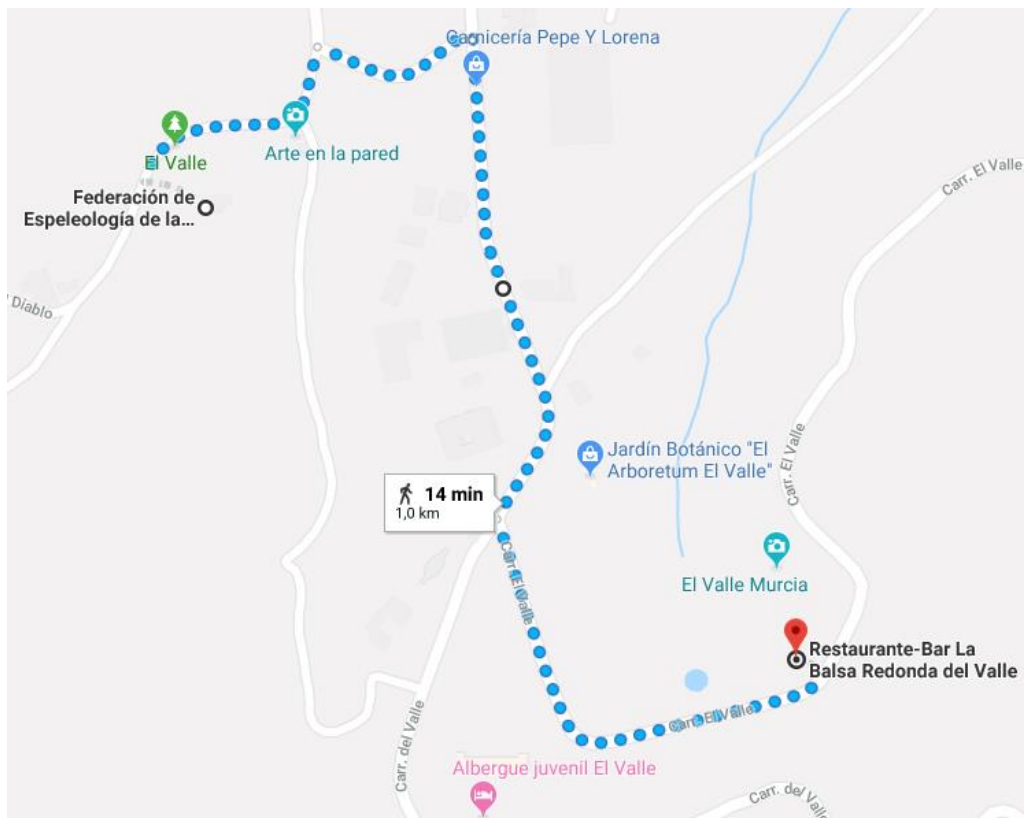 Carnicería Pepe Y Lorena
Arte en la pared
El Valle
Federación de
Espeleología de la...
Carr. El Valle
Diablo
Jardín Botánico "El
Arboretum El Valle"
Carr. El Valle
14 min
1,0 km
Carr. El Valle
El Valle Murcia
Restaurante-Bar La
Balsa Redonda del Valle
Carr. El Valle
Carr. del Valle
Albergue juvenil El Valle
Carr. del Valle